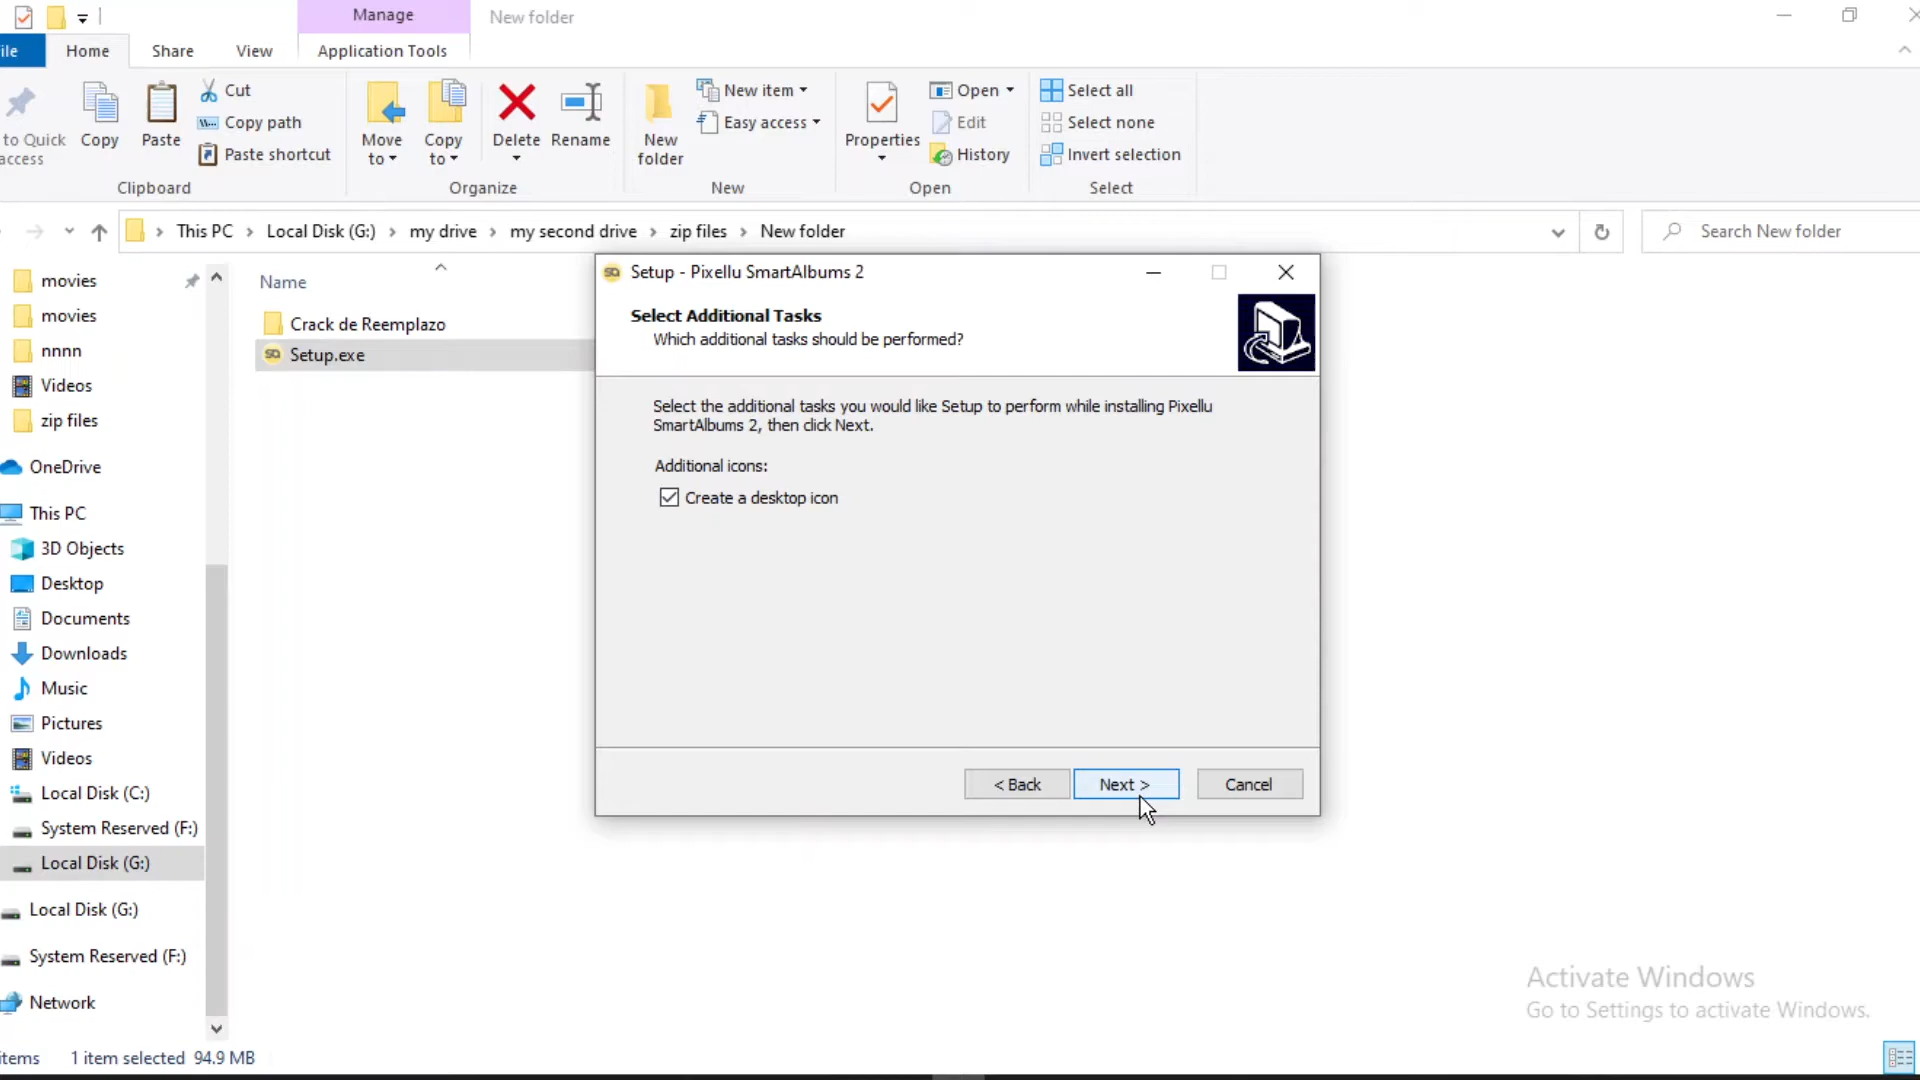 Manage
New folder
ile
Home
Share
View
Application Tools
to Quick
access
Copy
Paste
Cut
Copy path
Paste shortcut
Clipboard
Move
to
Copy
to
Delete
Rename
Organize
New
folder
New item
Easy access
New
Properties
Open
Edit
History
Open
Select all
Select none
Invert selection
Select
This PC > Local Disk (G:) > my drive > my second drive > zip files > New folder
Search New folder
movies
movies
nnnn
Videos
zip files
OneDrive
This PC
3D Objects
Desktop
Documents
Downloads
Music
Pictures
Videos
Local Disk (C:)
System Reserved (F:)
Local Disk (G:)
Local Disk (G:)
System Reserved (F:)
Network
Name
Crack de Reemplazo
Setup.exe
Setup - Pixellu SmartAlbums 2
Select Additional Tasks
Which additional tasks should be performed?
Select the additional tasks you would like Setup to perform while installing Pixellu
SmartAlbums 2, then click Next.
Additional icons:
Create a desktop icon
< Back
Next >
Cancel
Activate Windows
Go to Settings to activate Windows.
items
1 item selected 94.9 MB